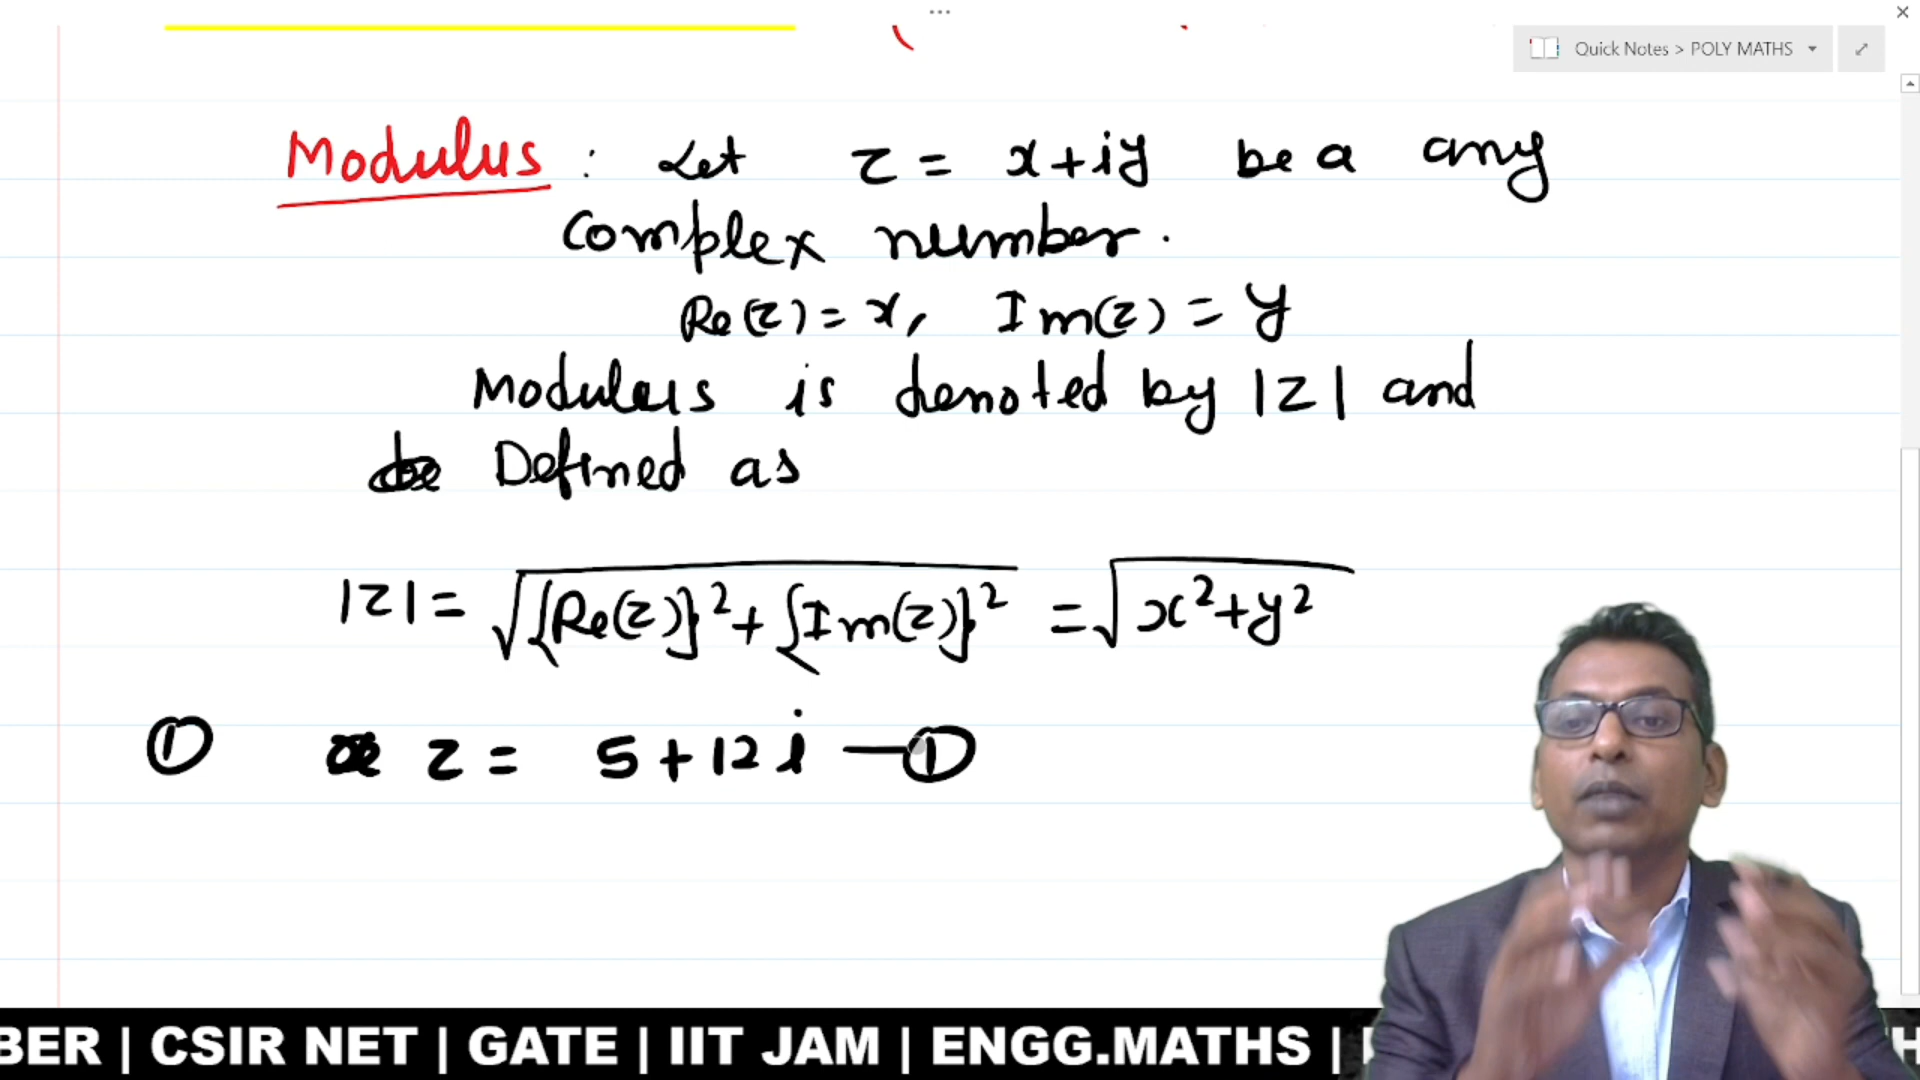 Quick Notes > POLY MATHS
Modulus : Let z = x+iy be a any
complex number.
Re(z) = x, Im(z) = y
Modulus is denoted by |z| and
Defined as
|z| = √{Re(z)}²+{Im(z)}² = √x²+y²
① z = 5+12i —①
BER | CSIR NET | GATE | IIT JAM | ENGG.MATHS |